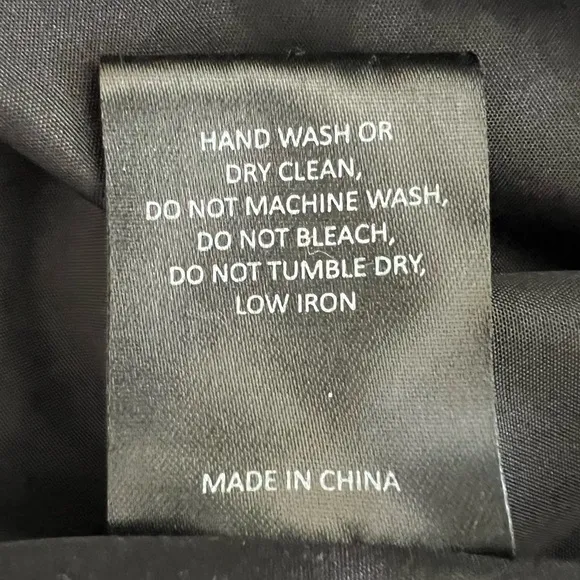 HAND WASH OR
DRY CLEAN,
DO NOT MACHINE WASH,
DO NOT BLEACH,
DO NOT TUMBLE DRY,
LOW IRON
MADE IN CHINA